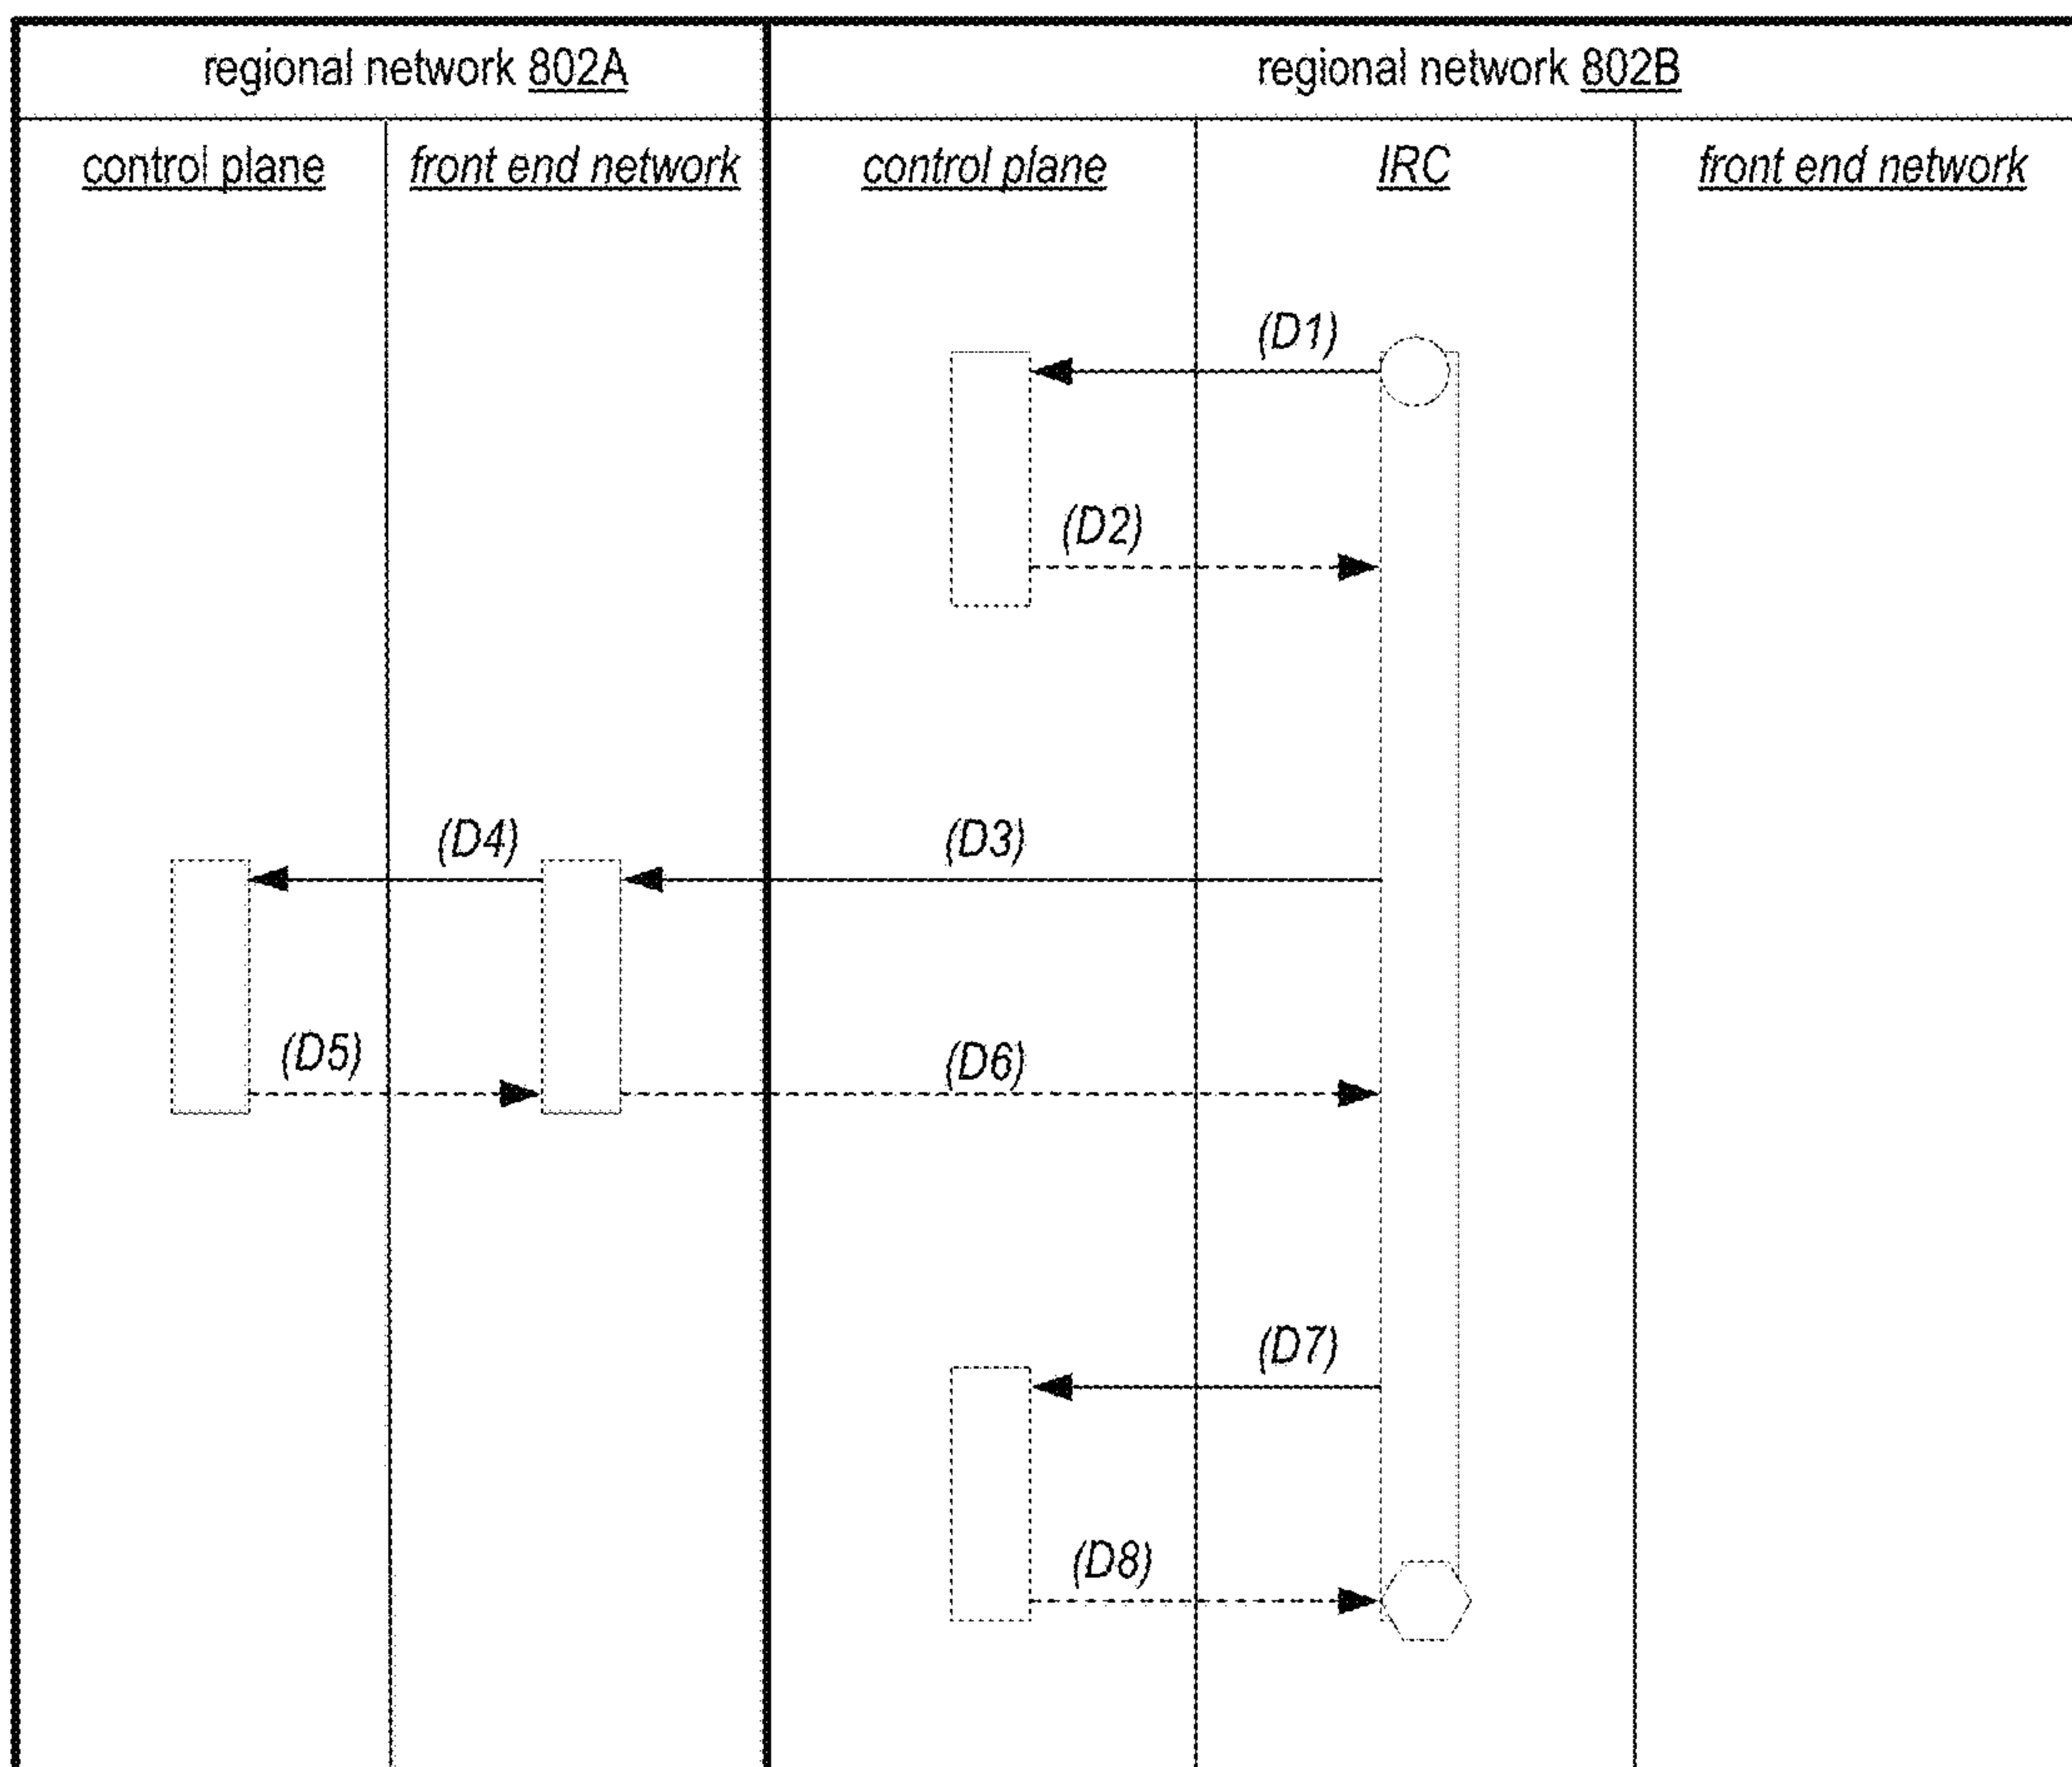 regional network 802A
regional network 802B
control plane
front end network
control plane
IRC
front end network
(D1)
(D2)
(D4)
(D3)
(D5)
(D6)
(D7)
(D8)